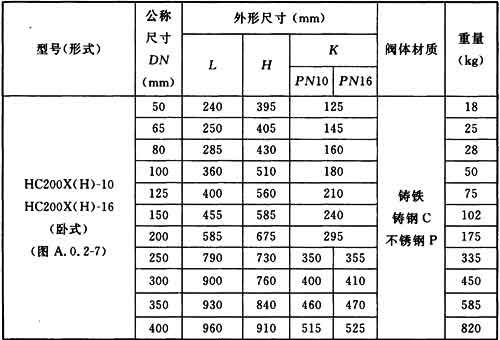 型号(形式) 公称尺寸 DN (mm) 外形尺寸(mm) 阀体材质 重量(kg)
L H K
PN10 PN16
HC200X(H)-10
HC200X(H)-16
(卧式)
(图 A.0.2-7)
铸铁
铸钢 C
不锈钢 P
50 240 395 125 18
65 250 405 145 25
80 285 430 160 28
100 360 510 180 50
125 400 560 210 75
150 455 585 240 102
200 585 675 295 175
250 790 730 350 355 335
300 900 760 400 410 450
350 930 840 460 470 585
400 960 910 515 525 820